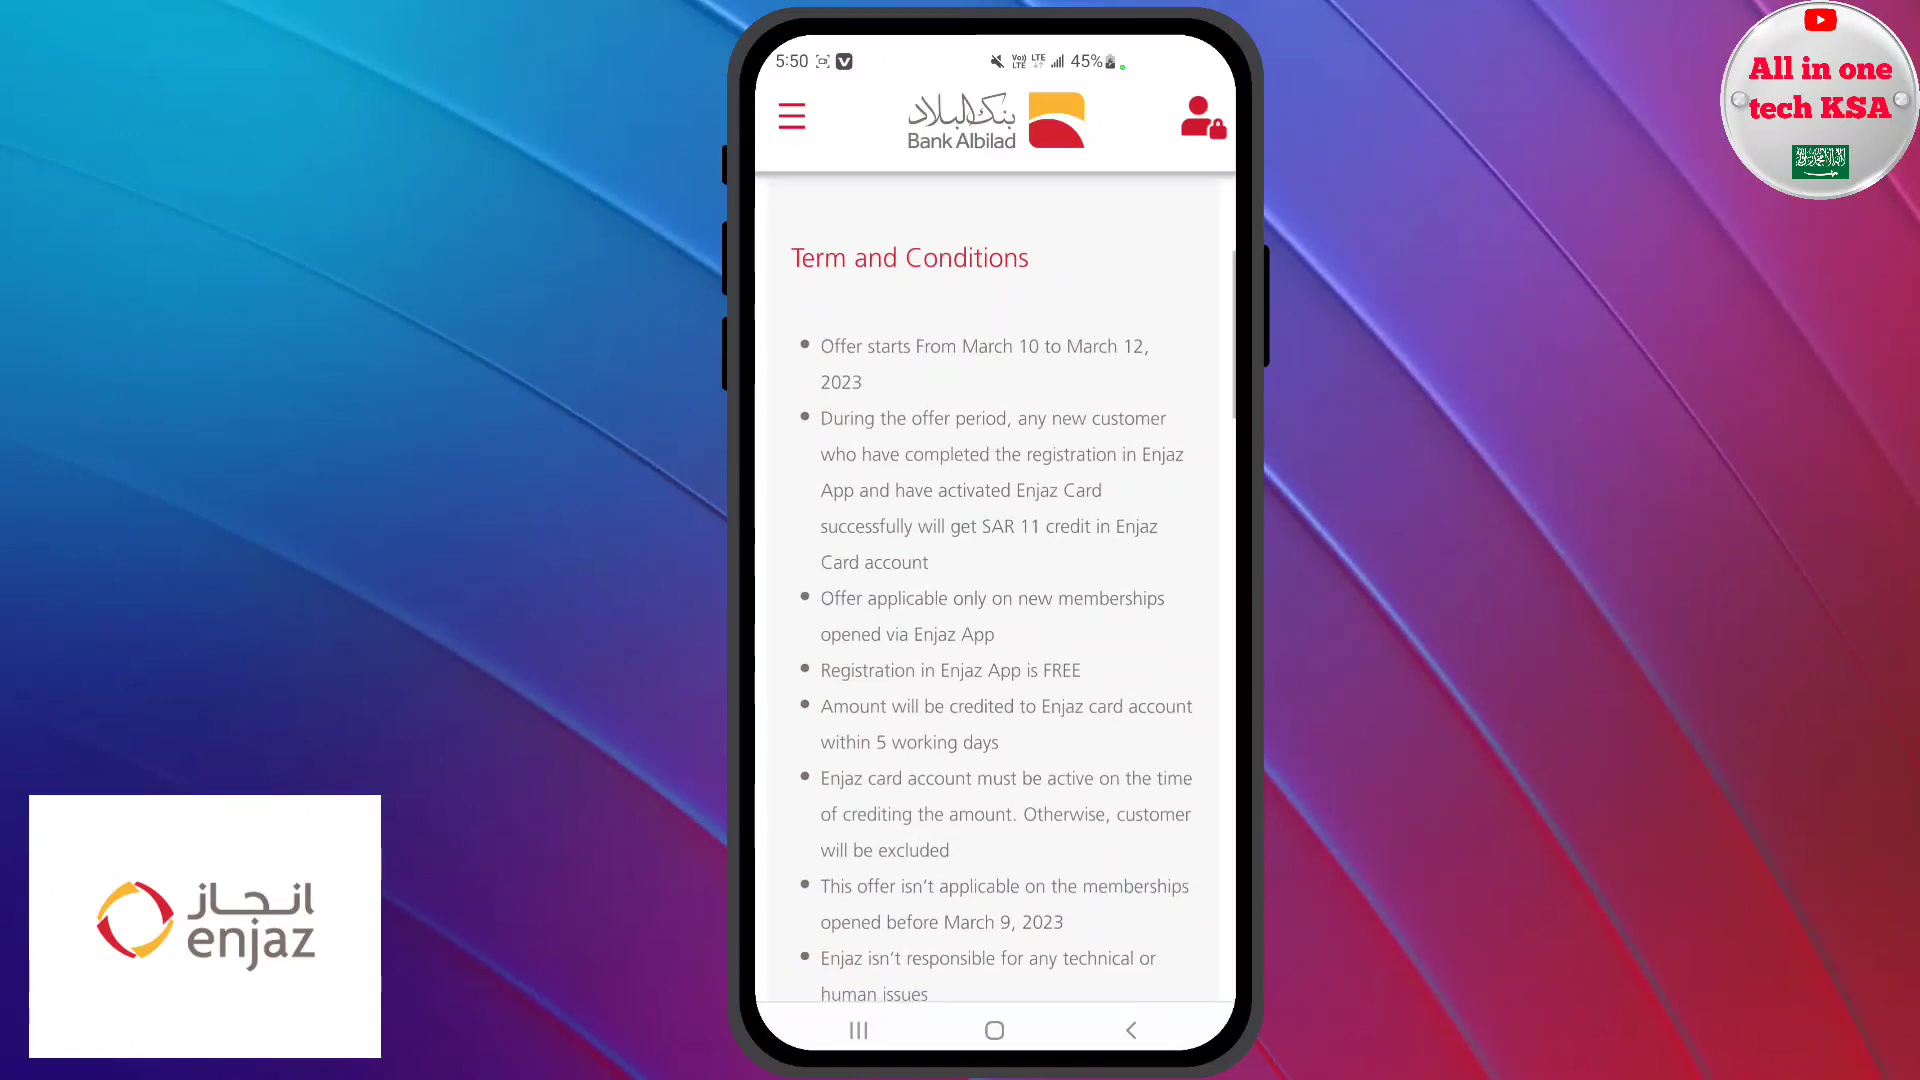 5:50
Vo)) LTE
LTE
45%
بنك البلاد
Bank Albilad
Term and Conditions
Offer starts From March 10 to March 12,
2023
During the offer period, any new customer
who have completed the registration in Enjaz
App and have activated Enjaz Card
successfully will get SAR 11 credit in Enjaz
Card account
Offer applicable only on new memberships
opened via Enjaz App
Registration in Enjaz App is FREE
Amount will be credited to Enjaz card account
within 5 working days
Enjaz card account must be active on the time
of crediting the amount. Otherwise, customer
will be excluded
This offer isn’t applicable on the memberships
opened before March 9, 2023
Enjaz isn’t responsible for any technical or
human issues
All in one
tech KSA
انجاز
enjaz